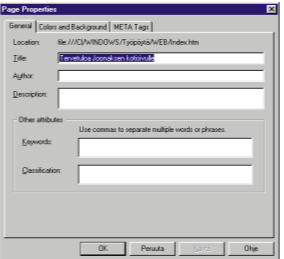 Page Properties
General Colors and Background META Tags
Location: file:///C|/WINDOWS/Työpöytä/WEB/Index.htm
Title: Tervetuloa Joonaksen kotisivulle
Author:
Description:
Other attributes
Use commas to separate multiple words or phrases.
Keywords:
Classification:
OK Peruuta Ohje